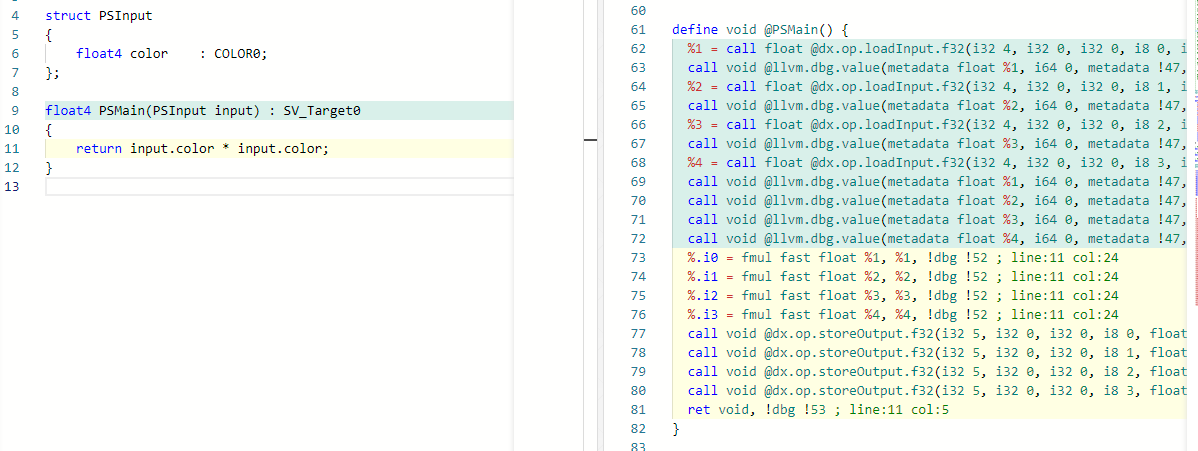 4 struct PSInput
5 {
6     float4 color    : COLOR0;
7 };
8
9 float4 PSMain(PSInput input) : SV_Target0
10 {
11     return input.color * input.color;
12 }
13
60
61 define void @PSMain() {
62   %1 = call float @dx.op.loadInput.f32(i32 4, i32 0, i32 0, i8 0, i
63   call void @llvm.dbg.value(metadata float %1, i64 0, metadata !47,
64   %2 = call float @dx.op.loadInput.f32(i32 4, i32 0, i32 0, i8 1, i
65   call void @llvm.dbg.value(metadata float %2, i64 0, metadata !47,
66   %3 = call float @dx.op.loadInput.f32(i32 4, i32 0, i32 0, i8 2, i
67   call void @llvm.dbg.value(metadata float %3, i64 0, metadata !47,
68   %4 = call float @dx.op.loadInput.f32(i32 4, i32 0, i32 0, i8 3, i
69   call void @llvm.dbg.value(metadata float %1, i64 0, metadata !47,
70   call void @llvm.dbg.value(metadata float %2, i64 0, metadata !47,
71   call void @llvm.dbg.value(metadata float %3, i64 0, metadata !47,
72   call void @llvm.dbg.value(metadata float %4, i64 0, metadata !47,
73   %.i0 = fmul fast float %1, %1, !dbg !52 ; line:11 col:24
74   %.i1 = fmul fast float %2, %2, !dbg !52 ; line:11 col:24
75   %.i2 = fmul fast float %3, %3, !dbg !52 ; line:11 col:24
76   %.i3 = fmul fast float %4, %4, !dbg !52 ; line:11 col:24
77   call void @dx.op.storeOutput.f32(i32 5, i32 0, i32 0, i8 0, float
78   call void @dx.op.storeOutput.f32(i32 5, i32 0, i32 0, i8 1, float
79   call void @dx.op.storeOutput.f32(i32 5, i32 0, i32 0, i8 2, float
80   call void @dx.op.storeOutput.f32(i32 5, i32 0, i32 0, i8 3, float
81   ret void, !dbg !53 ; line:11 col:5
82 }
83